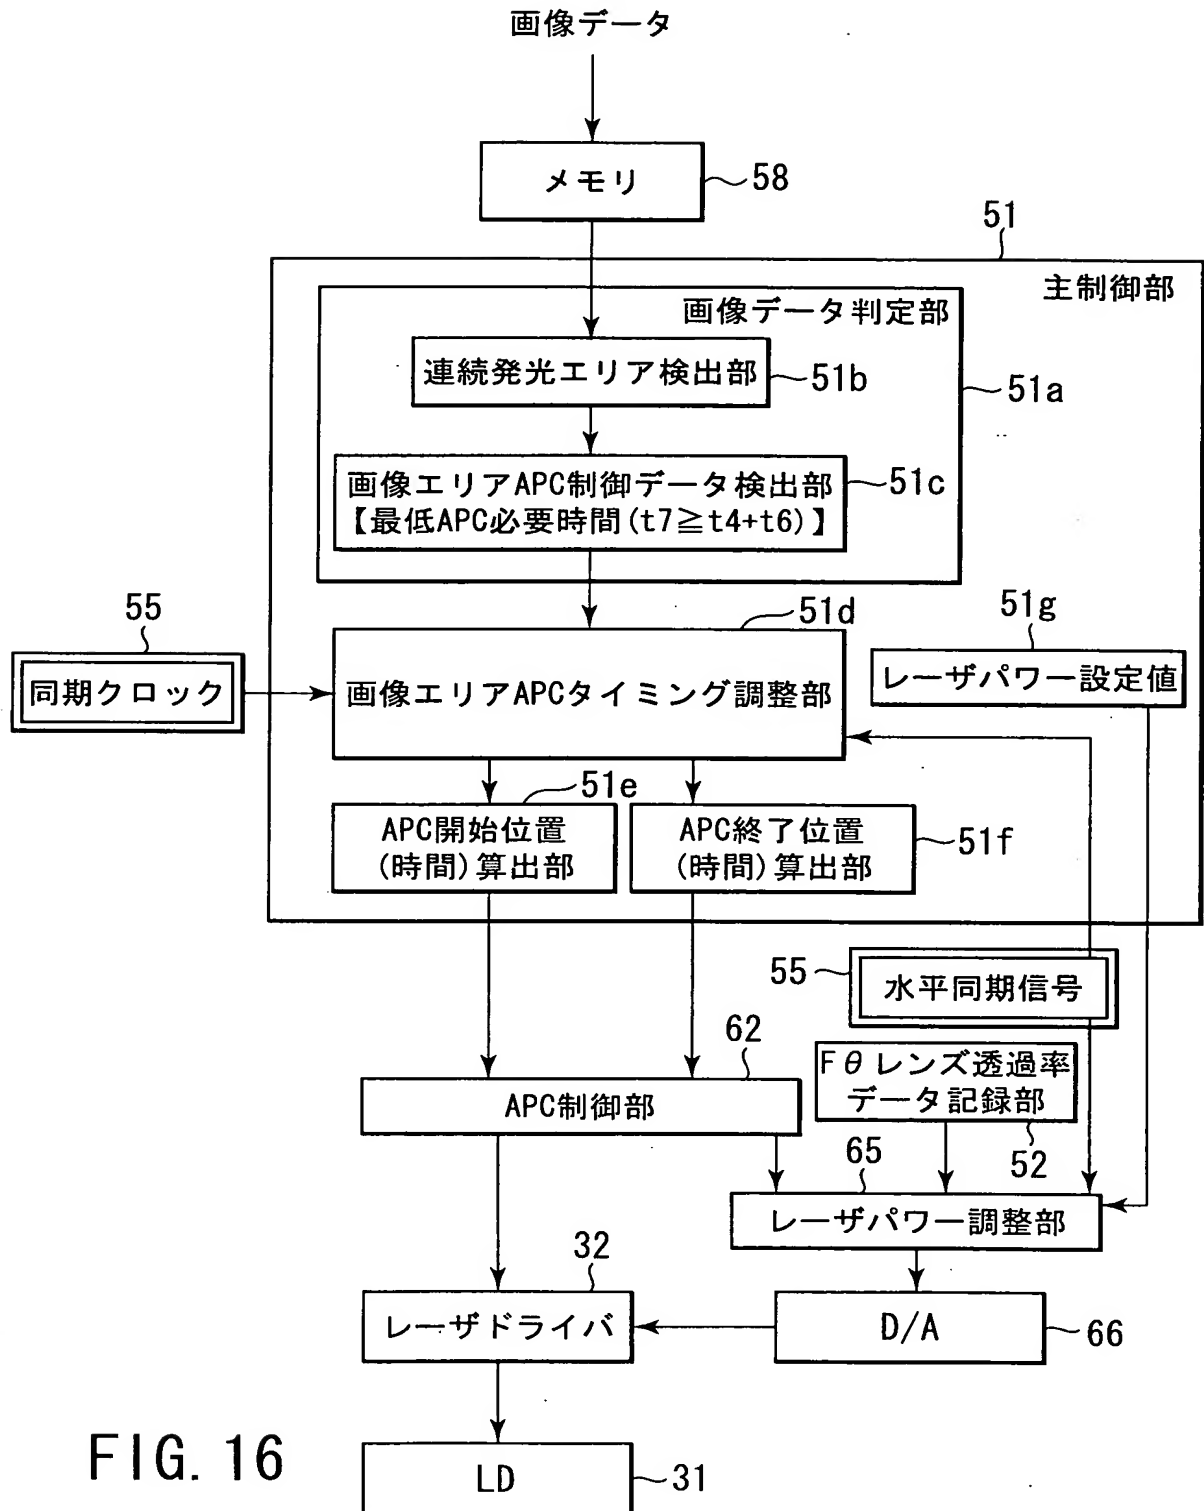 画像データ
メモリ
58
51
主制御部
画像データ判定部
連続発光エリア検出部
51b
51a
画像エリアAPC制御データ検出部
【最低APC必要時間(t7≧t4+t6)】
51c
55
同期クロック
51d
画像エリアAPCタイミング調整部
51g
レーザパワー設定値
51e
APC開始位置
(時間)算出部
APC終了位置
(時間)算出部
51f
55
水平同期信号
62
APC制御部
Fθレンズ透過率
データ記録部
52
65
レーザパワー調整部
32
レーザドライバ
D/A
66
LD
31
FIG. 16